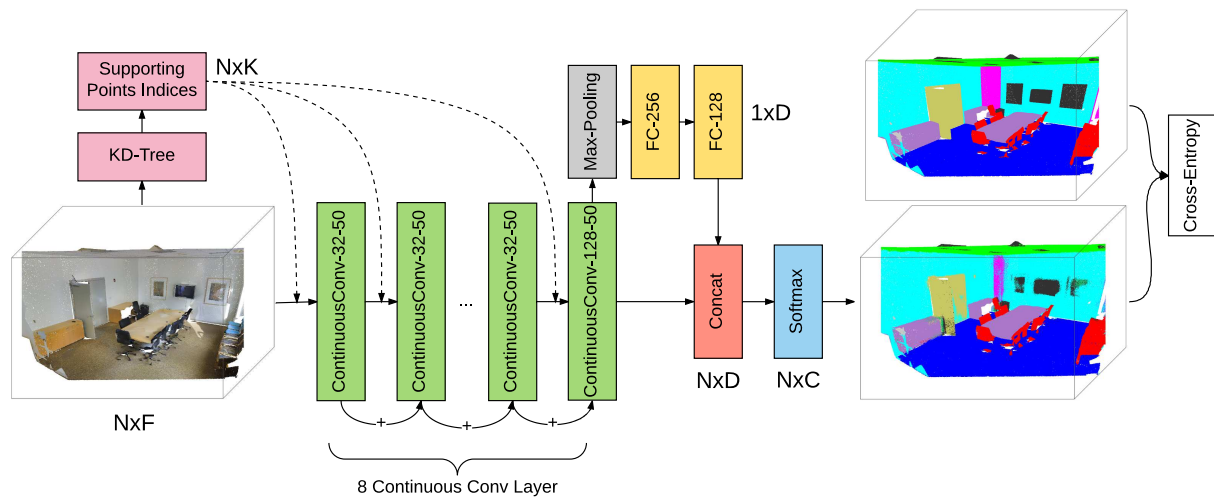 Supporting
Points Indices
NxK
KD-Tree
NxF
ContinuousConv-32-50
ContinuousConv-32-50
...
ContinuousConv-32-50
ContinuousConv-128-50
+
+
+
8 Continuous Conv Layer
Max-Pooling
FC-256
FC-128
1xD
Concat
NxD
Softmax
NxC
Cross-Entropy